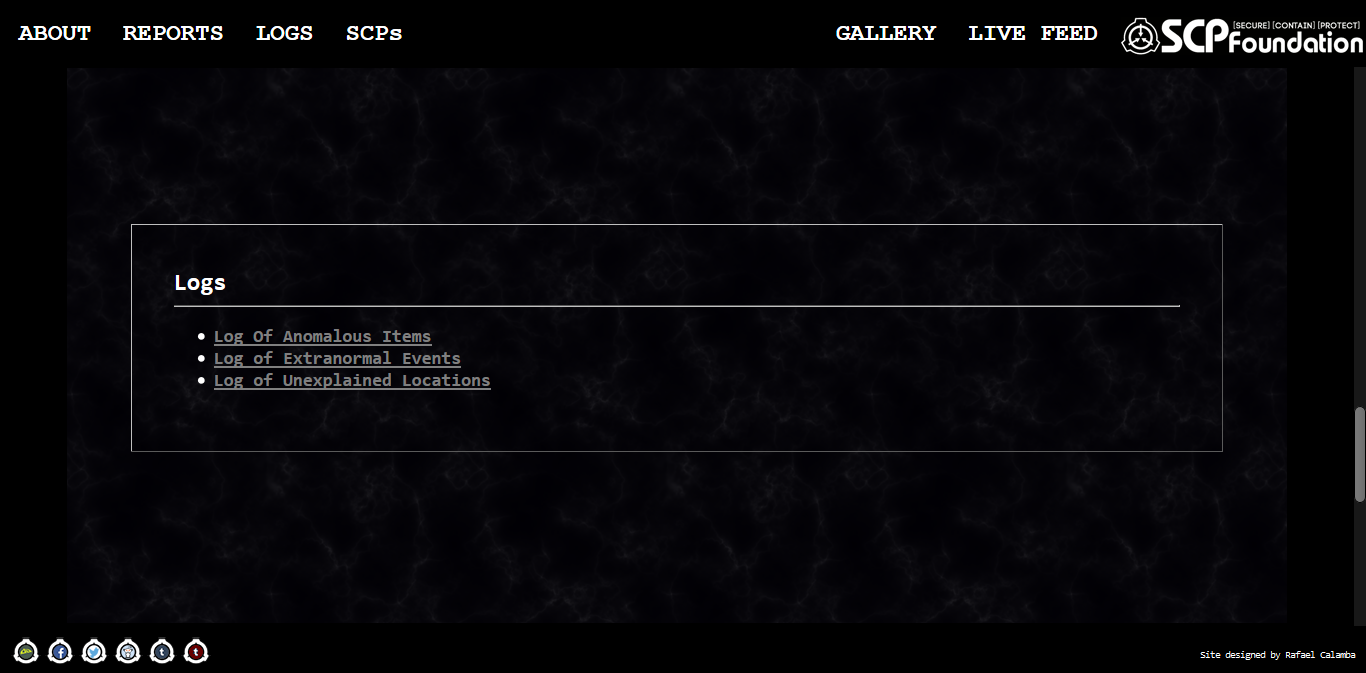 ABOUT REPORTS LOGS SCPs GALLERY LIVE FEED
[SECURE] [CONTAIN] [PROTECT]
SCP Foundation
Logs
Log Of Anomalous Items
Log of Extranormal Events
Log of Unexplained Locations
f t t
Site designed by Rafael Calamba